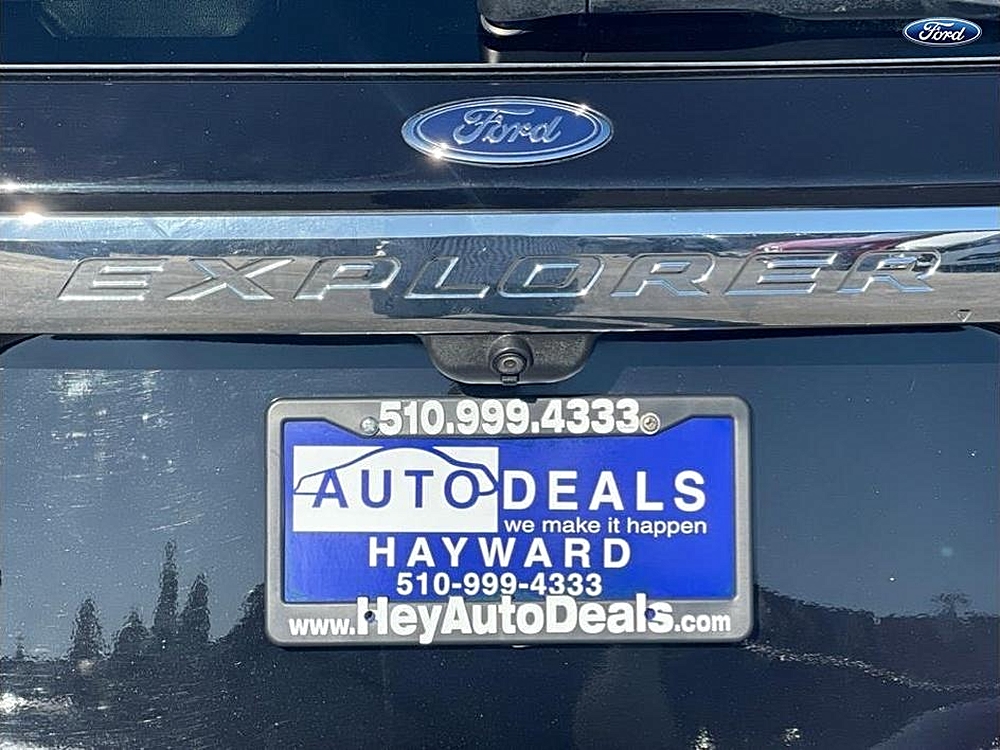 Ford
Ford
EXPLORER
510.999.4333
AUTO DEALS
we make it happen
HAYWARD
510-999-4333
www.HeyAutoDeals.com